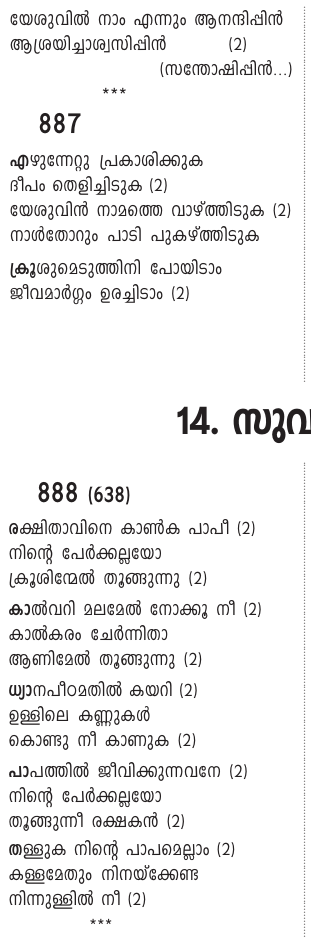 യേശുവിൽ നാം എന്നും ആനന്ദിപ്പിൻ
ആശ്രയിച്ചാശ്വസിപ്പിൻ (2)
(സന്തോഷിപ്പിൻ...)
***
887
എഴുന്നേറ്റു പ്രകാശിക്കുക
ദീപം തെളിച്ചിടുക (2)
യേശുവിൻ നാമത്തെ വാഴ്ത്തിടുക (2)
നാൾതോറും പാടി പുകഴ്ത്തിടുക
ക്രൂശുമെടുത്തിനി പോയിടാം
ജീവമാർഗ്ഗം ഉരച്ചിടാം (2)
14. സുവ
888 (638)
രക്ഷിതാവിനെ കാൺക പാപീ (2)
നിന്റെ പേർക്കല്ലയോ
ക്രൂശിന്മേൽ തൂങ്ങുന്നു (2)
കാൽവറി മലമേൽ നോക്കൂ നീ (2)
കാൽകരം ചേർന്നിതാ
ആണിമേൽ തൂങ്ങുന്നു (2)
ധ്യാനപീഠമതിൽ കയറി (2)
ഉള്ളിലെ കണ്ണുകൾ
കൊണ്ടു നീ കാണുക (2)
പാപത്തിൽ ജീവിക്കുന്നവനേ (2)
നിന്റെ പേർക്കല്ലയോ
തൂങ്ങുന്നീ രക്ഷകൻ (2)
തള്ളുക നിന്റെ പാപമെല്ലാം (2)
കള്ളമേതും നിനയ്ക്കേണ്ട
നിന്നുള്ളിൽ നീ (2)
***